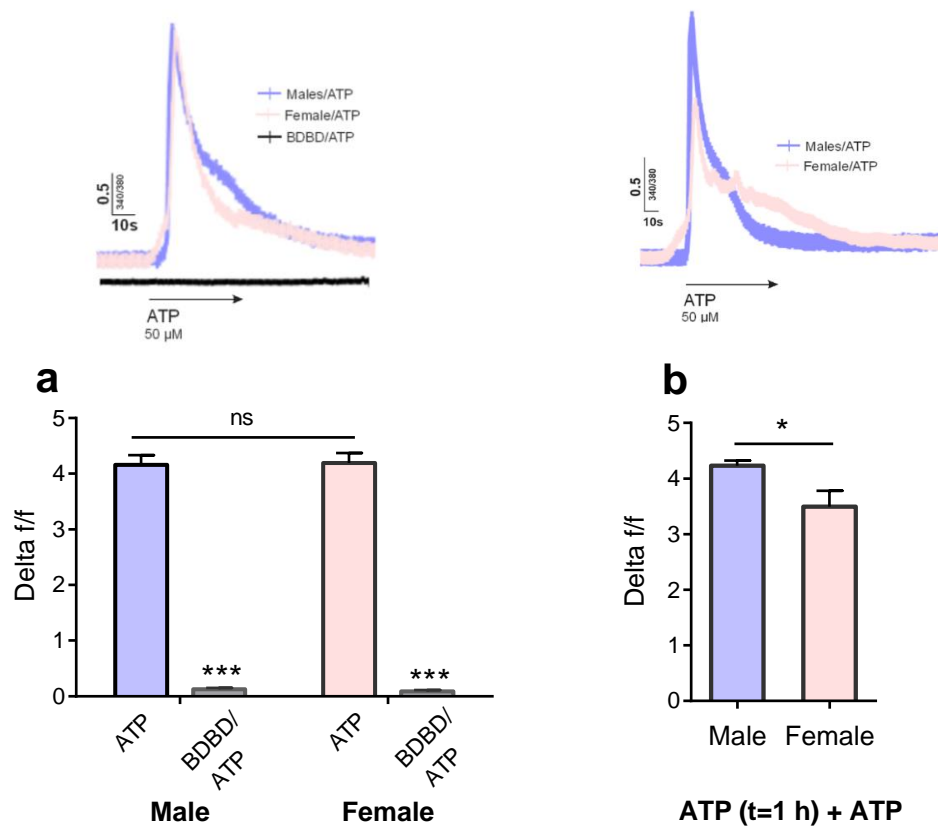 Males/ATP
Female/ATP
BDBD/ATP
0.5
340/380
10s
ATP
50 µM
Males/ATP
Female/ATP
0.5
340/380
10s
ATP
50 µM
a
ns
5
4
3
2
1
0
Delta f/f
***
***
ATP
BDBD/
ATP
ATP
BDBD/
ATP
Male
Female
b
*
5
4
3
2
1
0
Delta f/f
Male Female
ATP (t=1 h) + ATP